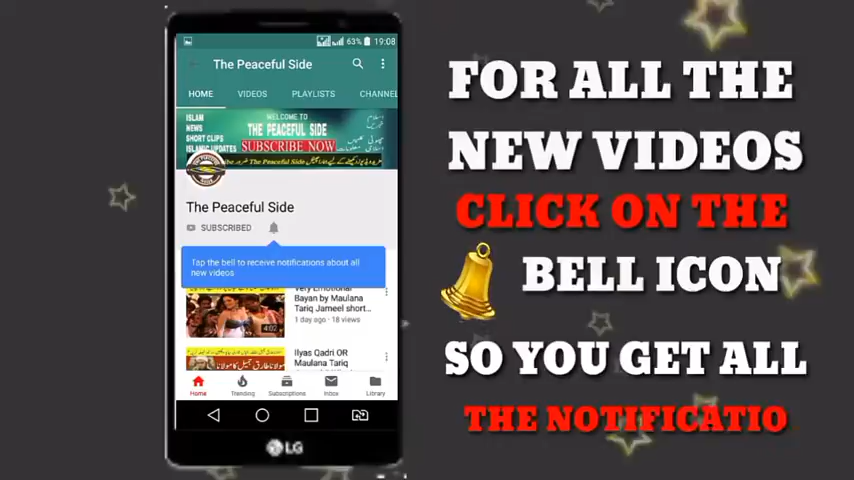 63% 19:08
The Peaceful Side
HOME VIDEOS PLAYLISTS CHANNEL
ISLAM
NEWS
SHORT CLIPS
ISLAMIC UPDATES
WELCOME TO
THE PEACEFUL SIDE
SUBSCRIBE NOW
The Peaceful Side
SUBSCRIBED
Tap the bell to receive notifications about all
new videos
Very Emotional
Bayan by Maulana
Tariq Jameel short...
1 day ago · 18 views
4:02
Ilyas Qadri OR
Maulana Tariq
Home Trending Subscriptions Inbox Library
LG
FOR ALL THE
NEW VIDEOS
CLICK ON THE
BELL ICON
SO YOU GET ALL
THE NOTIFICATIO